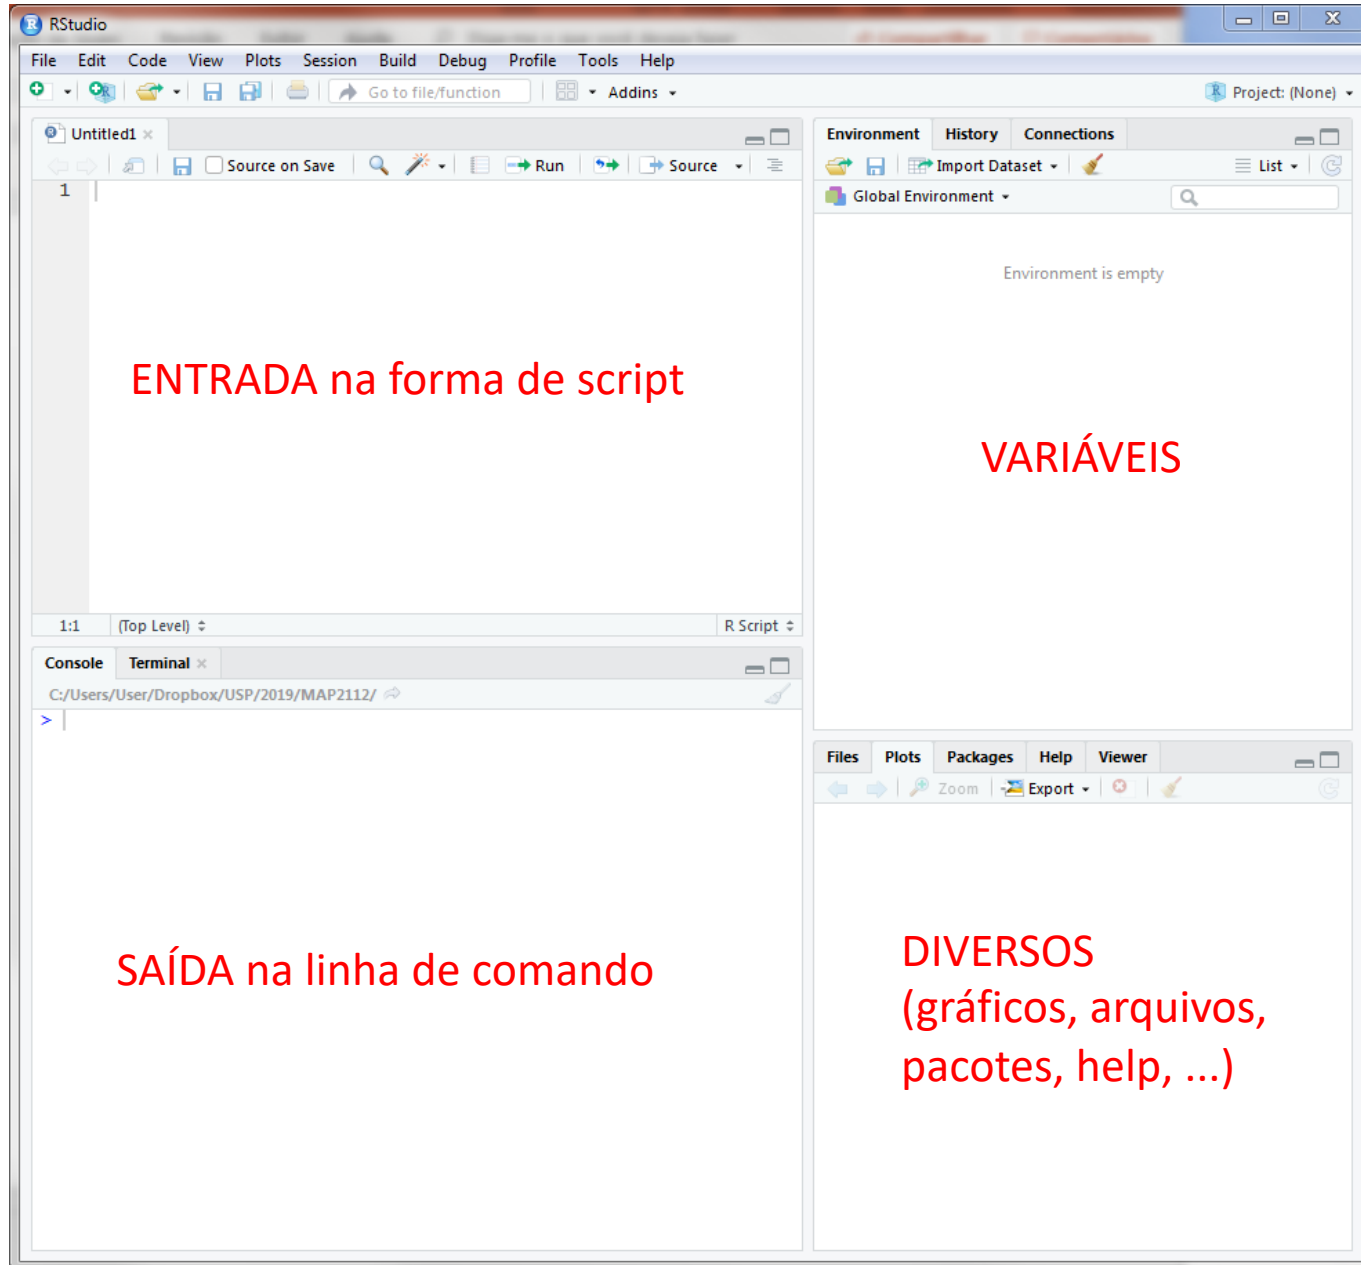 RStudio
File Edit Code View Plots Session Build Debug Profile Tools Help
Go to file/function Addins Project: (None)
Untitled1
Source on Save Run Source
1
ENTRADA na forma de script
1:1 (Top Level) R Script
Console Terminal
C:/Users/User/Dropbox/USP/2019/MAP2112/
>
SAÍDA na linha de comando
Environment History Connections
Import Dataset List
Global Environment
Environment is empty
VARIÁVEIS
Files Plots Packages Help Viewer
Zoom Export
DIVERSOS
(gráficos, arquivos,
pacotes, help, ...)